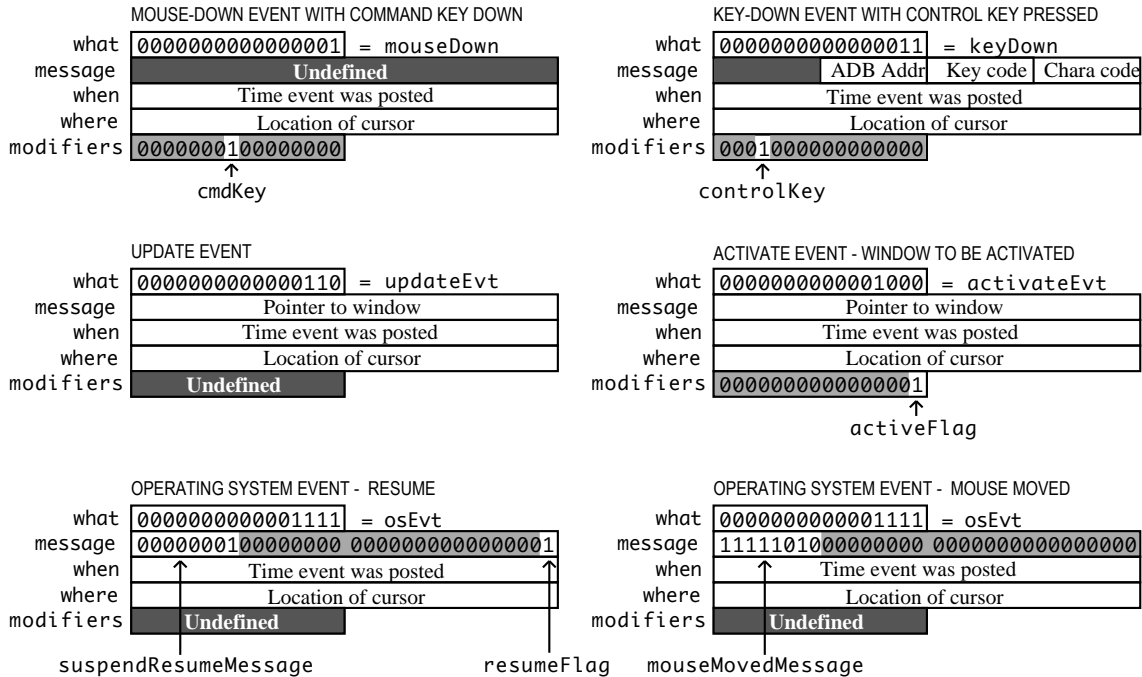 MOUSE-DOWN EVENT WITH COMMAND KEY DOWN
what 0000000000000001 = mouseDown
message Undefined
when Time event was posted
where Location of cursor
modifiers 0000000100000000
cmdKey
KEY-DOWN EVENT WITH CONTROL KEY PRESSED
what 0000000000000011 = keyDown
message ADB Addr Key code Chara code
when Time event was posted
where Location of cursor
modifiers 0001000000000000
controlKey
UPDATE EVENT
what 0000000000000110 = updateEvt
message Pointer to window
when Time event was posted
where Location of cursor
modifiers Undefined
ACTIVATE EVENT - WINDOW TO BE ACTIVATED
what 0000000000001000 = activateEvt
message Pointer to window
when Time event was posted
where Location of cursor
modifiers 0000000000000001
activeFlag
OPERATING SYSTEM EVENT - RESUME
what 0000000000001111 = osEvt
message 0000000100000000 0000000000000001
when Time event was posted
where Location of cursor
modifiers Undefined
suspendResumeMessage resumeFlag
OPERATING SYSTEM EVENT - MOUSE MOVED
what 0000000000001111 = osEvt
message 1111101000000000 0000000000000000
when Time event was posted
where Location of cursor
modifiers Undefined
mouseMovedMessage